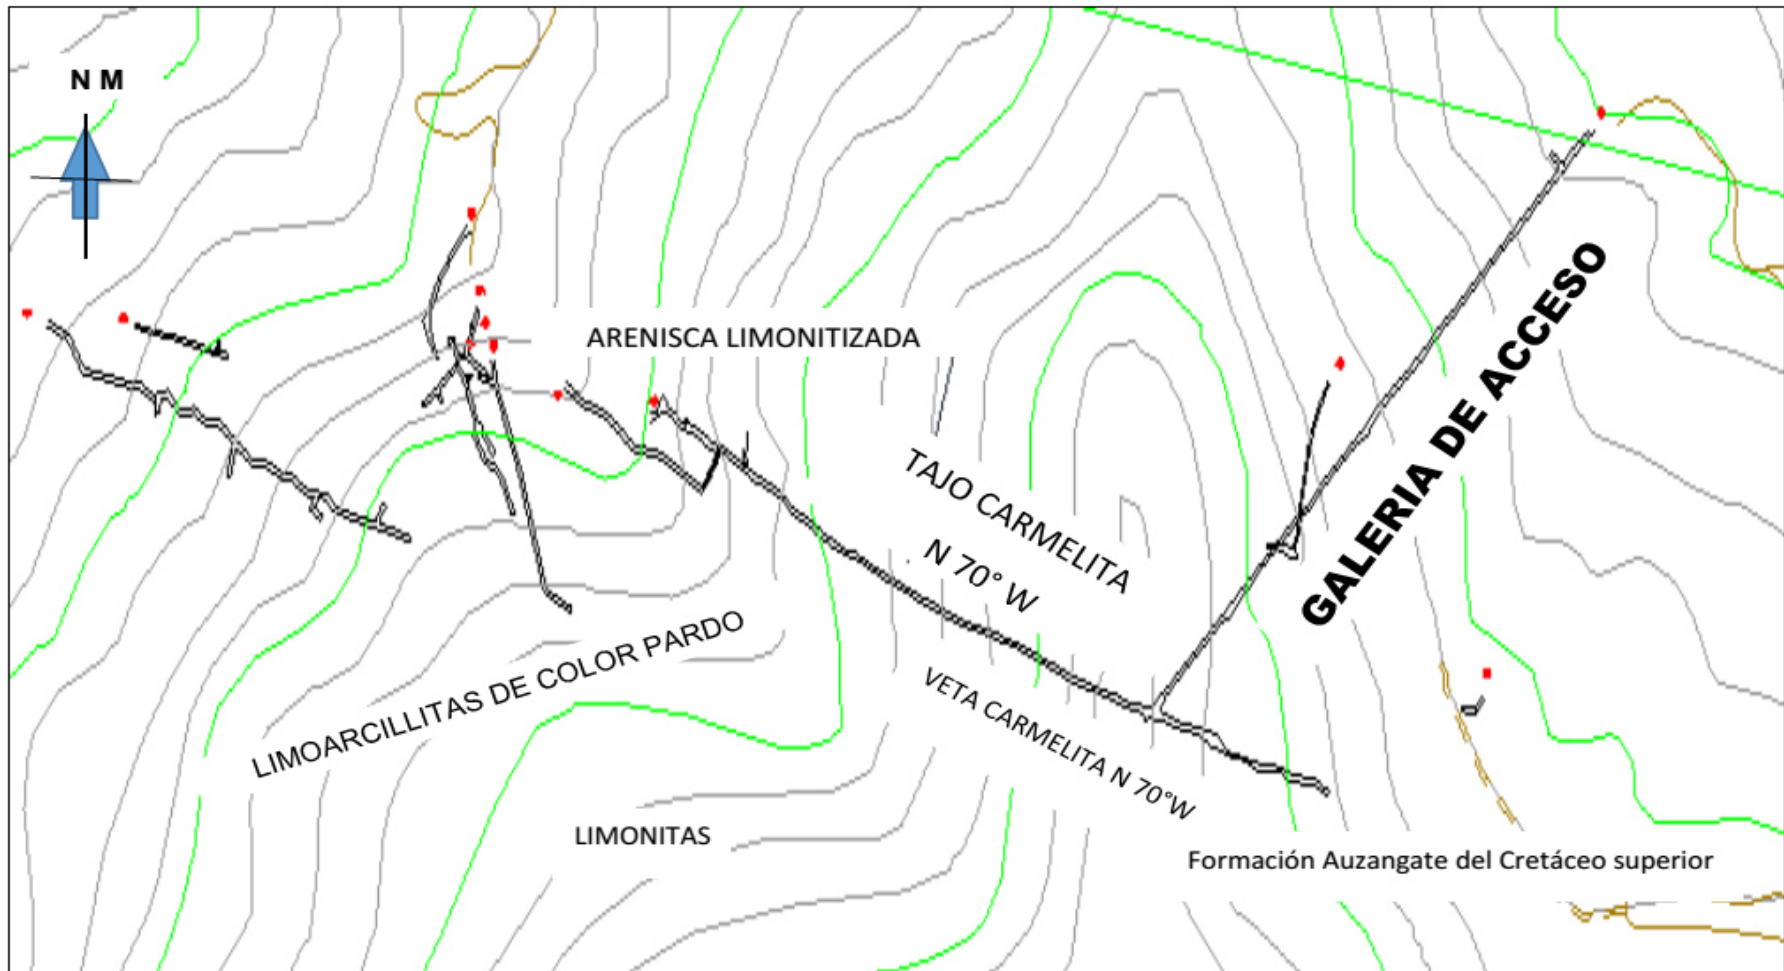 N M
ARENISCA LIMONITIZADA
GALERIA DE ACCESO
TAJO CARMELITA
N 70° W
LIMOARCILLITAS DE COLOR PARDO
VETA CARMELITA N 70°W
LIMONITAS
Formación Auzangate del Cretáceo superior